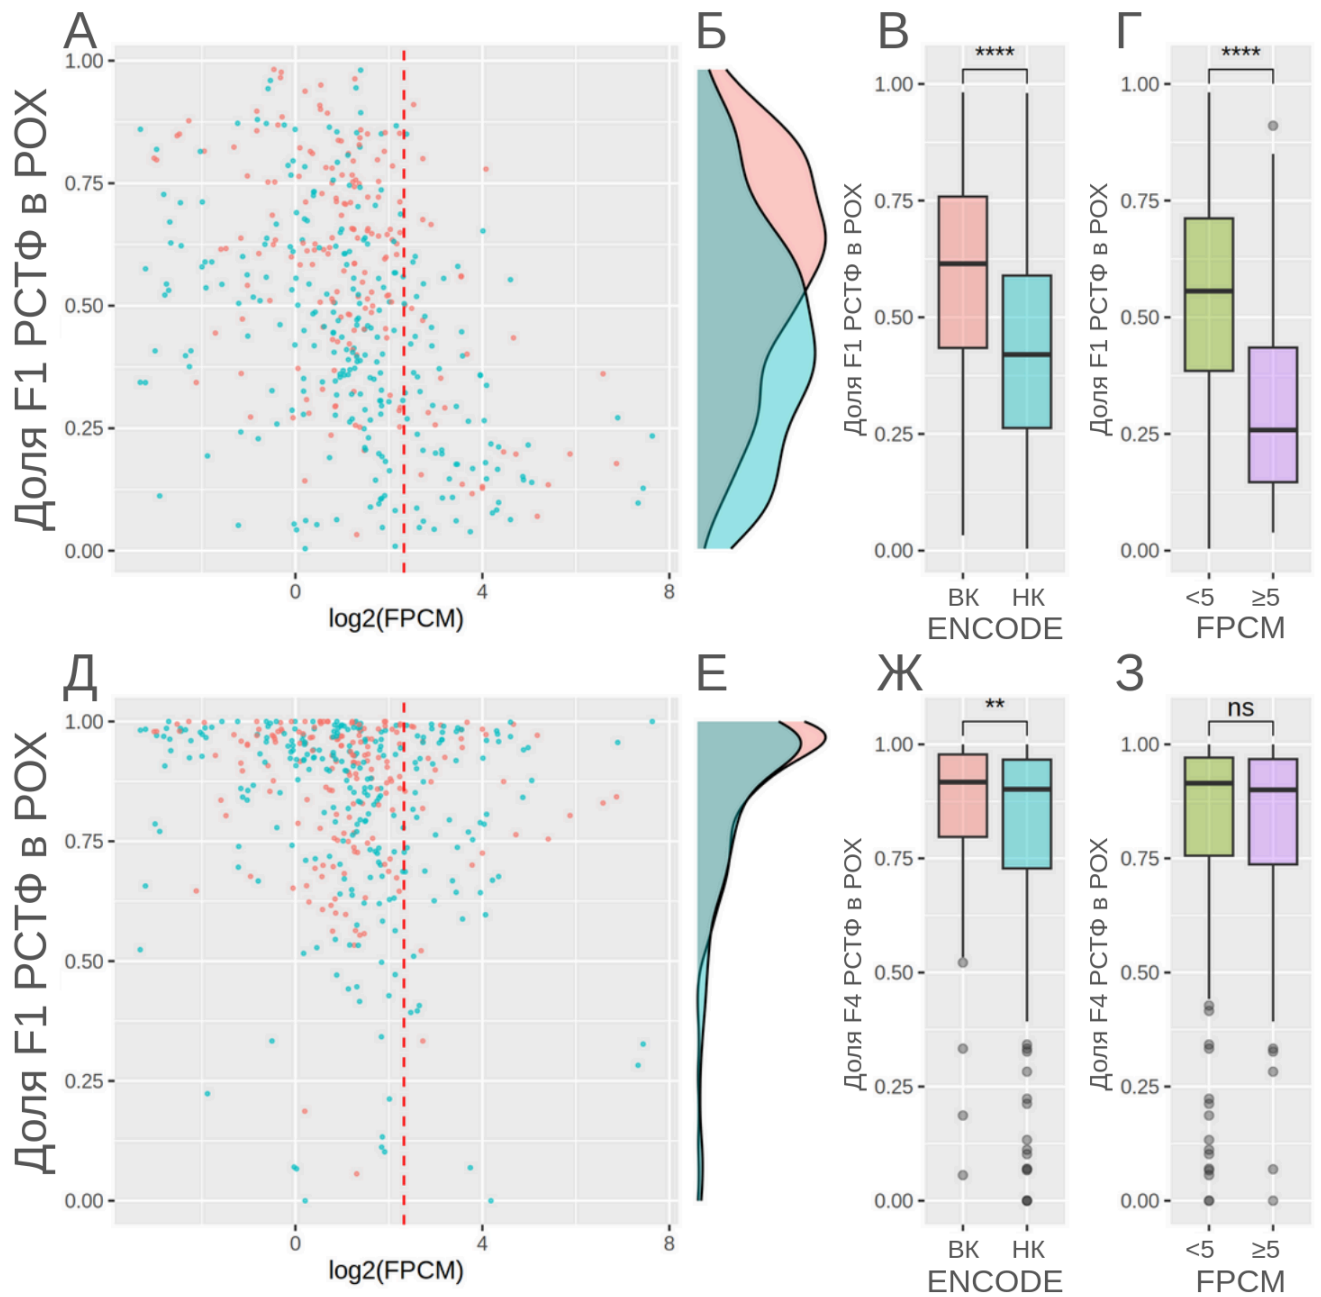 А
Доля F1 РСТФ в РОХ
1.00
0.75
0.50
0.25
0.00
0
4
8
log2(FPCM)
Б
В
Доля F1 РСТФ в РОХ
****
1.00
0.75
0.50
0.25
0.00
ВК
НК
ENCODE
Г
Доля F1 РСТФ в РОХ
****
1.00
0.75
0.50
0.25
0.00
<5
≥5
FPCM
Д
Доля F1 РСТФ в РОХ
1.00
0.75
0.50
0.25
0.00
0
4
8
log2(FPCM)
Е
Ж
Доля F4 РСТФ в РОХ
**
1.00
0.75
0.50
0.25
0.00
ВК
НК
ENCODE
З
Доля F4 РСТФ в РОХ
ns
1.00
0.75
0.50
0.25
0.00
<5
≥5
FPCM